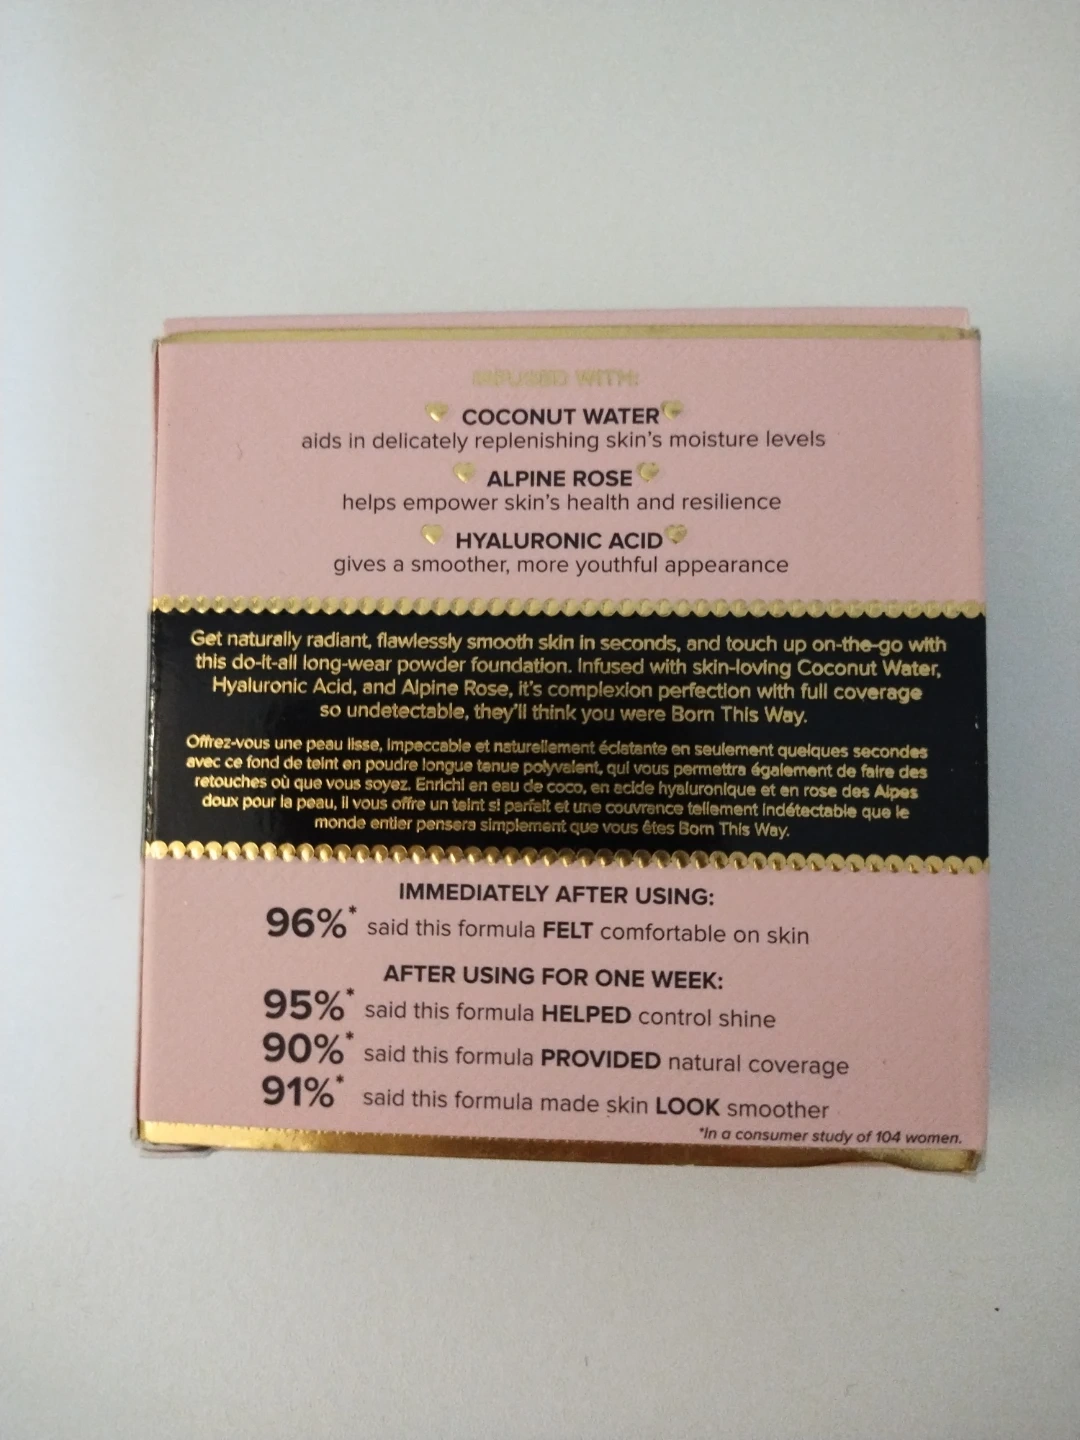 INFUSED WITH:
COCONUT WATER
aids in delicately replenishing skin's moisture levels
ALPINE ROSE
helps empower skin's health and resilience
HYALURONIC ACID
gives a smoother, more youthful appearance
Get naturally radiant, flawlessly smooth skin in seconds, and touch up on-the-go with
this do-it-all long-wear powder foundation. Infused with skin-loving Coconut Water,
Hyaluronic Acid, and Alpine Rose, it's complexion perfection with full coverage
so undetectable, they'll think you were Born This Way.
Offrez-vous une peau lisse, impeccable et naturellement éclatante en seulement quelques secondes
avec ce fond de teint en poudre longue tenue polyvalent, qui vous permettra également de faire des
retouches où que vous soyez. Enrichi en eau de coco, en acide hyaluronique et en rose des Alpes
doux pour la peau, il vous offre un teint si parfait et une couvrance tellement indétectable que le
monde entier pensera simplement que vous êtes Born This Way.
IMMEDIATELY AFTER USING:
96%* said this formula FELT comfortable on skin
AFTER USING FOR ONE WEEK:
95%* said this formula HELPED control shine
90%* said this formula PROVIDED natural coverage
91%* said this formula made skin LOOK smoother
*In a consumer study of 104 women.